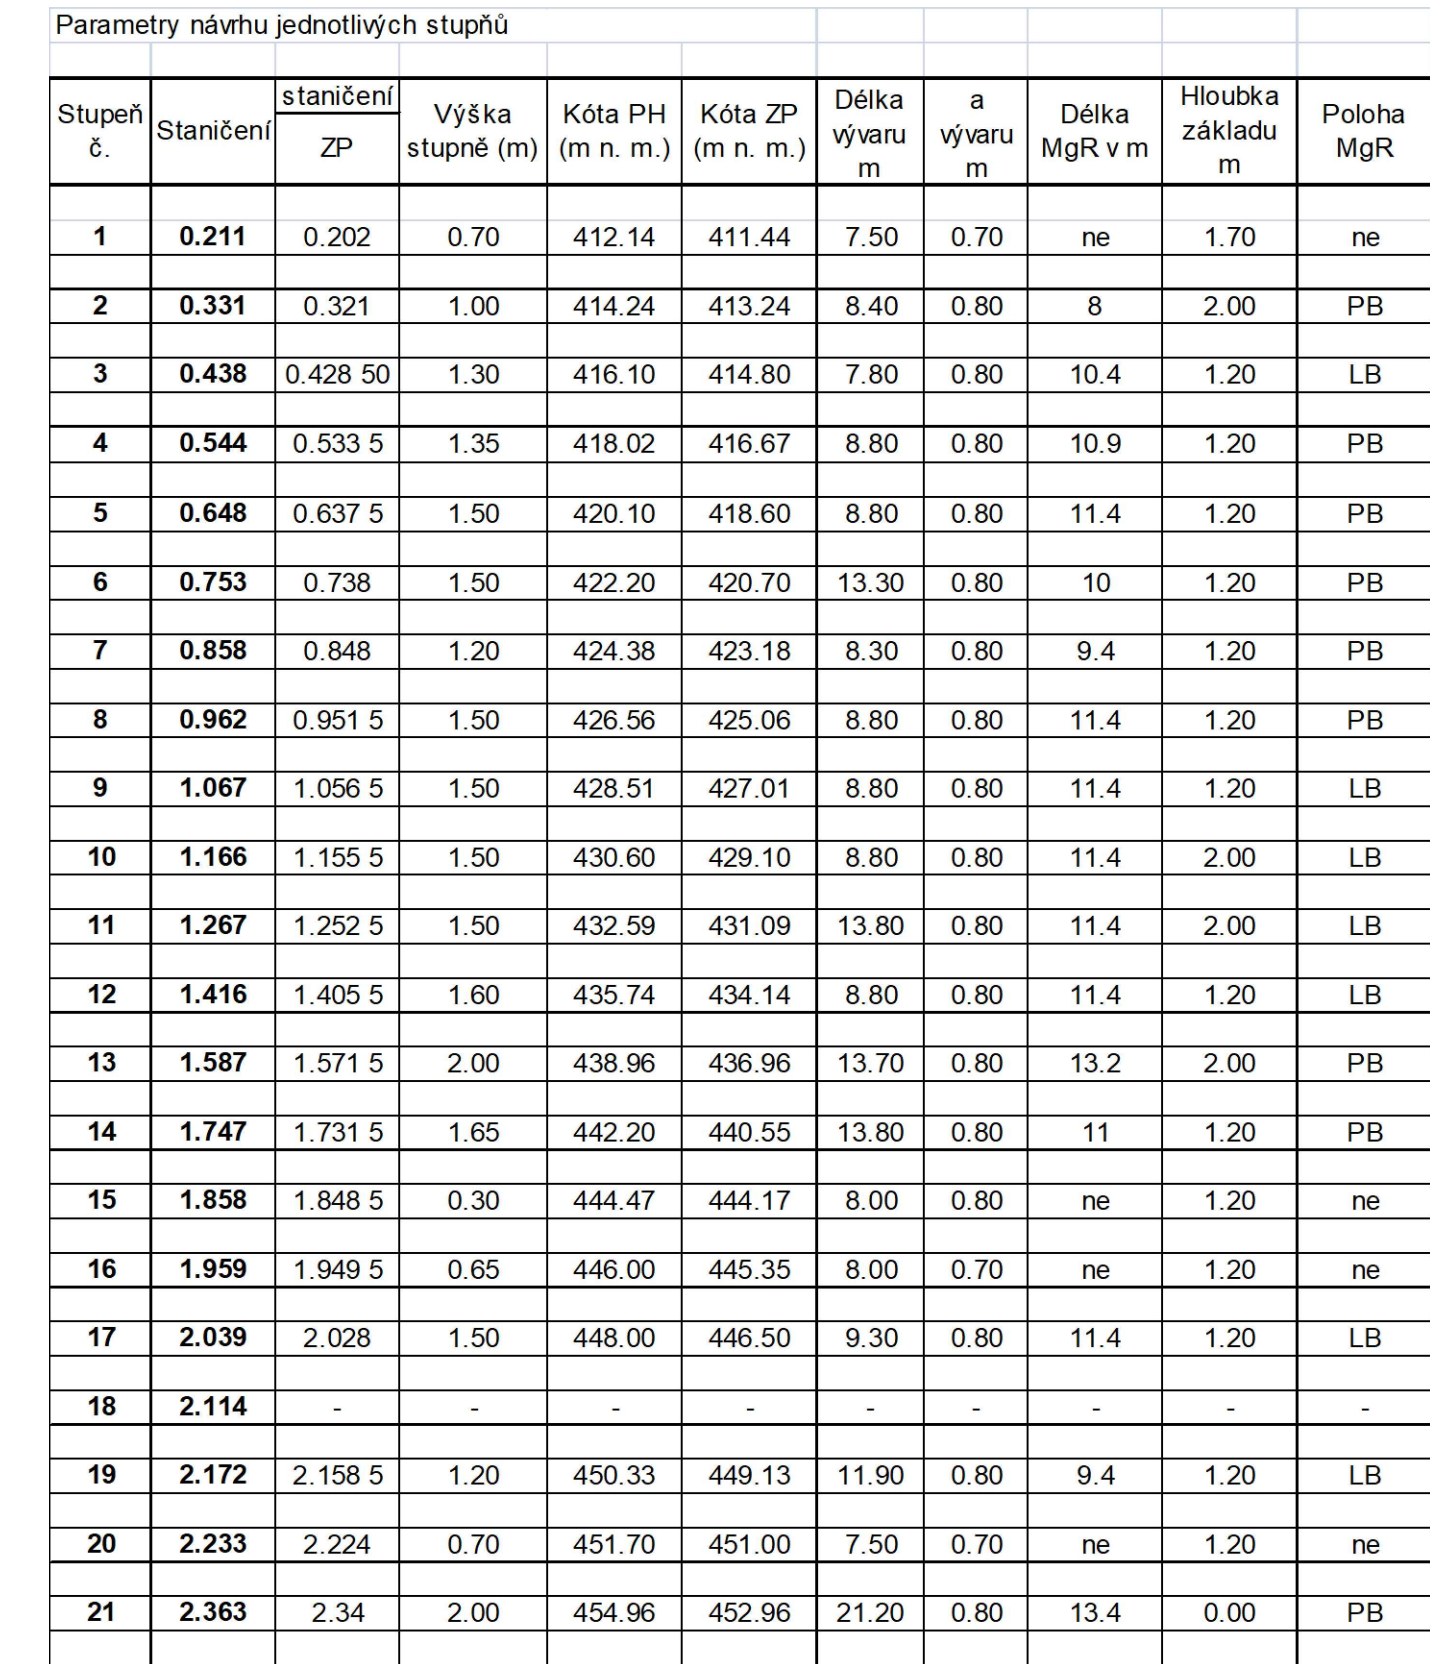 Parametry návrhu jednotlivých stupňů
Stupeň č. Staničení staničení ZP Výška stupně (m) Kóta PH (m n. m.) Kóta ZP (m n. m.) Délka vývaru m a vývaru m Délka MgR v m Hloubka základu m Poloha MgR
1 0.211 0.202 0.70 412.14 411.44 7.50 0.70 ne 1.70 ne
2 0.331 0.321 1.00 414.24 413.24 8.40 0.80 8 2.00 PB
3 0.438 0.428 50 1.30 416.10 414.80 7.80 0.80 10.4 1.20 LB
4 0.544 0.533 5 1.35 418.02 416.67 8.80 0.80 10.9 1.20 PB
5 0.648 0.637 5 1.50 420.10 418.60 8.80 0.80 11.4 1.20 PB
6 0.753 0.738 1.50 422.20 420.70 13.30 0.80 10 1.20 PB
7 0.858 0.848 1.20 424.38 423.18 8.30 0.80 9.4 1.20 PB
8 0.962 0.951 5 1.50 426.56 425.06 8.80 0.80 11.4 1.20 PB
9 1.067 1.056 5 1.50 428.51 427.01 8.80 0.80 11.4 1.20 LB
10 1.166 1.155 5 1.50 430.60 429.10 8.80 0.80 11.4 2.00 LB
11 1.267 1.252 5 1.50 432.59 431.09 13.80 0.80 11.4 2.00 LB
12 1.416 1.405 5 1.60 435.74 434.14 8.80 0.80 11.4 1.20 LB
13 1.587 1.571 5 2.00 438.96 436.96 13.70 0.80 13.2 2.00 PB
14 1.747 1.731 5 1.65 442.20 440.55 13.80 0.80 11 1.20 PB
15 1.858 1.848 5 0.30 444.47 444.17 8.00 0.80 ne 1.20 ne
16 1.959 1.949 5 0.65 446.00 445.35 8.00 0.70 ne 1.20 ne
17 2.039 2.028 1.50 448.00 446.50 9.30 0.80 11.4 1.20 LB
18 2.114 - - - - - - - - -
19 2.172 2.158 5 1.20 450.33 449.13 11.90 0.80 9.4 1.20 LB
20 2.233 2.224 0.70 451.70 451.00 7.50 0.70 ne 1.20 ne
21 2.363 2.34 2.00 454.96 452.96 21.20 0.80 13.4 0.00 PB